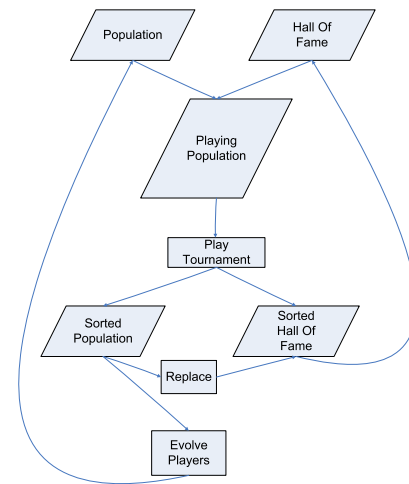 Population
Hall Of
Fame
Playing
Population
Play
Tournament
Sorted
Population
Sorted
Hall Of
Fame
Replace
Evolve
Players